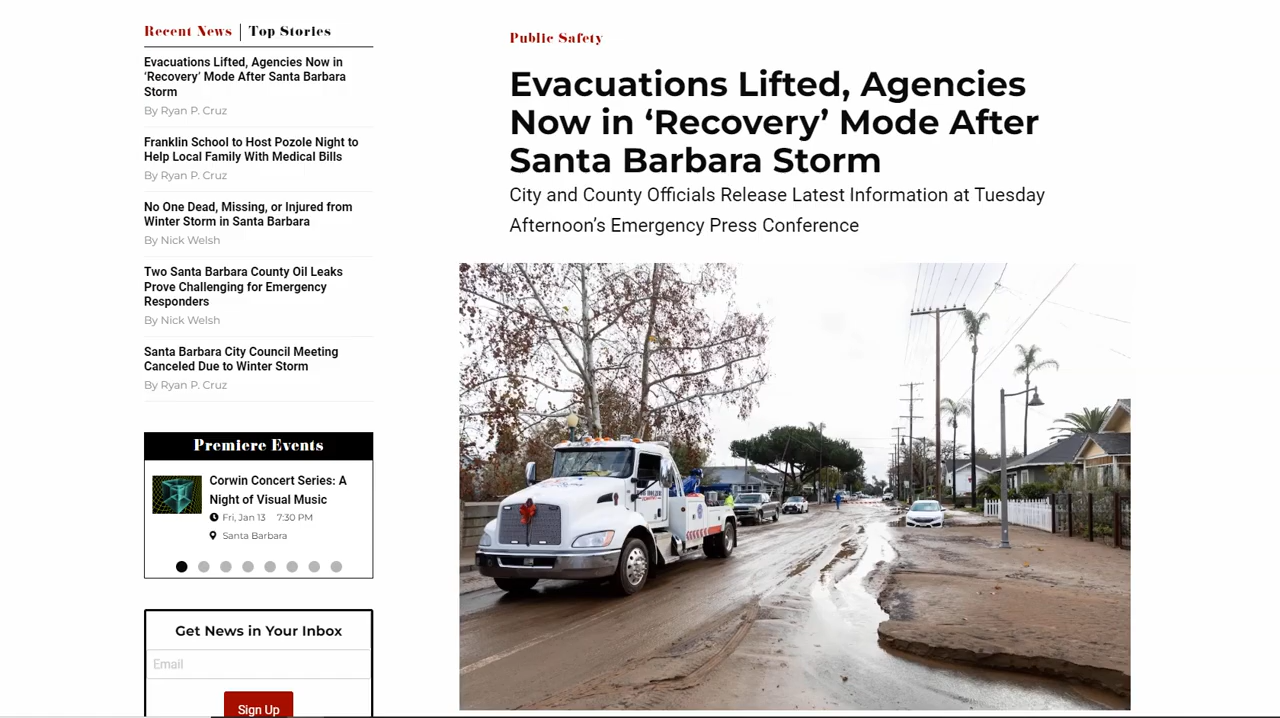 Recent News | Top Stories
Evacuations Lifted, Agencies Now in
‘Recovery’ Mode After Santa Barbara
Storm
By Ryan P. Cruz
Franklin School to Host Pozole Night to
Help Local Family With Medical Bills
By Ryan P. Cruz
No One Dead, Missing, or Injured from
Winter Storm in Santa Barbara
By Nick Welsh
Two Santa Barbara County Oil Leaks
Prove Challenging for Emergency
Responders
By Nick Welsh
Santa Barbara City Council Meeting
Canceled Due to Winter Storm
By Ryan P. Cruz
Premiere Events
Corwin Concert Series: A
Night of Visual Music
Fri, Jan 13 7:30 PM
Santa Barbara
Get News in Your Inbox
Email
Sign Up
Public Safety
Evacuations Lifted, Agencies
Now in ‘Recovery’ Mode After
Santa Barbara Storm
City and County Officials Release Latest Information at Tuesday
Afternoon’s Emergency Press Conference